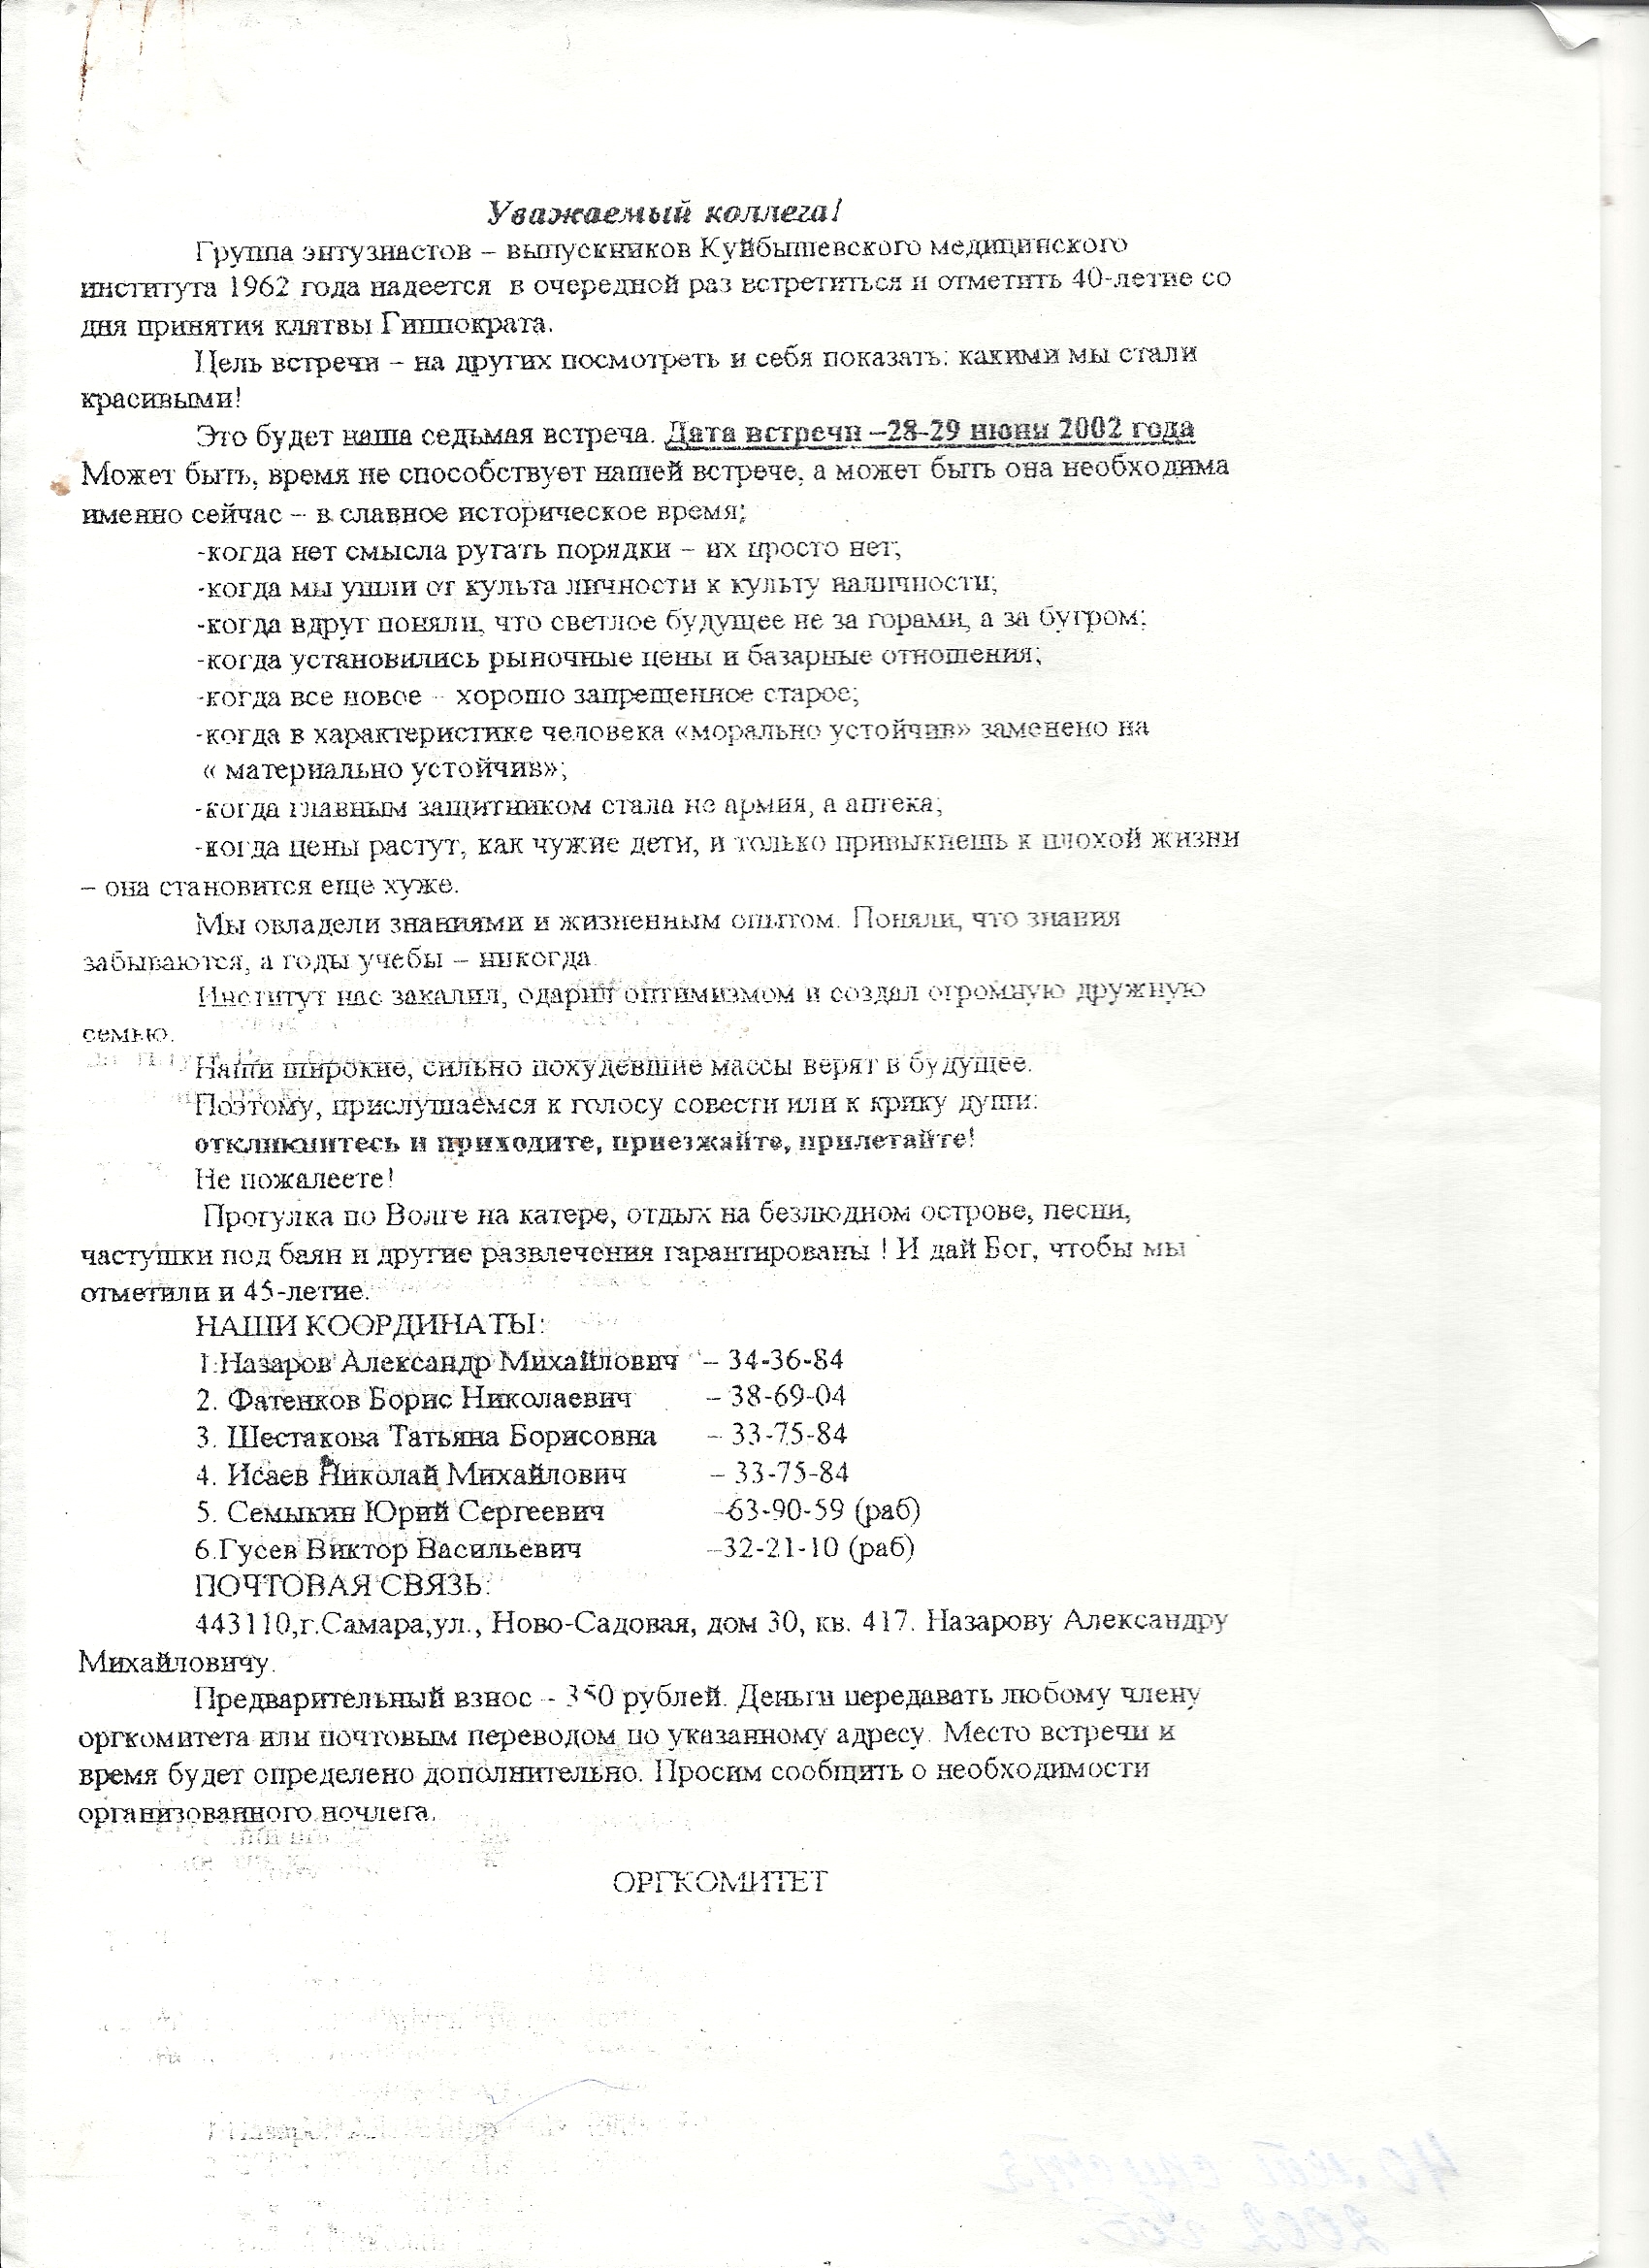 Уважаемый коллега!
Группа энтузиастов – выпускников Куйбышевского медицинского
института 1962 года надеется в очередной раз встретиться и отметить 40-летие со
дня принятия клятвы Гиппократа.
Цель встречи – на других посмотреть и себя показать: какими мы стали
красивыми!
Это будет наша седьмая встреча. Дата встречи –28-29 июня 2002 года
Может быть, время не способствует нашей встрече, а может быть она необходима
именно сейчас – в славное историческое время;
-когда нет смысла ругать порядки – их просто нет;
-когда мы ушли от культа личности к культу наличности;
-когда вдруг поняли, что светлое будущее не за горами, а за бугром;
-когда установились рыночные цены и базарные отношения;
-когда все новое – хорошо запрещенное старое;
-когда в характеристике человека «морально устойчив» заменено на
« материально устойчив»;
-когда главным защитником стала не армия, а аптека;
-когда цены растут, как чужие дети, и только привыкнешь к плохой жизни
– она становится еще хуже.
Мы овладели знаниями и жизненным опытом. Поняли, что знания
забываются, а годы учебы – никогда.
Институт нас закалил, одарил оптимизмом и создал огромную дружную
семью.
Наши широкие, сильно похудевшие массы верят в будущее.
Поэтому, прислушаемся к голосу совести или к крику души:
откликнитесь и приходите, приезжайте, прилетайте!
Не пожалеете!
Прогулка по Волге на катере, отдых на безлюдном острове, песни,
частушки под баян и другие развлечения гарантированы ! И дай Бог, чтобы мы
отметили и 45-летие.
НАШИ КООРДИНАТЫ:
1.Назаров Александр Михайлович – 34-36-84
2. Фатенков Борис Николаевич – 38-69-04
3. Шестакова Татьяна Борисовна – 33-75-84
4. Исаев Николай Михайлович – 33-75-84
5. Семыкин Юрий Сергеевич –63-90-59 (раб)
6.Гусев Виктор Васильевич –32-21-10 (раб)
ПОЧТОВАЯ СВЯЗЬ:
443110,г.Самара,ул., Ново-Садовая, дом 30, кв. 417. Назарову Александру
Михайловичу.
Предварительный взнос – 350 рублей. Деньги передавать любому члену
оргкомитета или почтовым переводом по указанному адресу. Место встречи и
время будет определено дополнительно. Просим сообщить о необходимости
организованного ночлега.
ОРГКОМИТЕТ